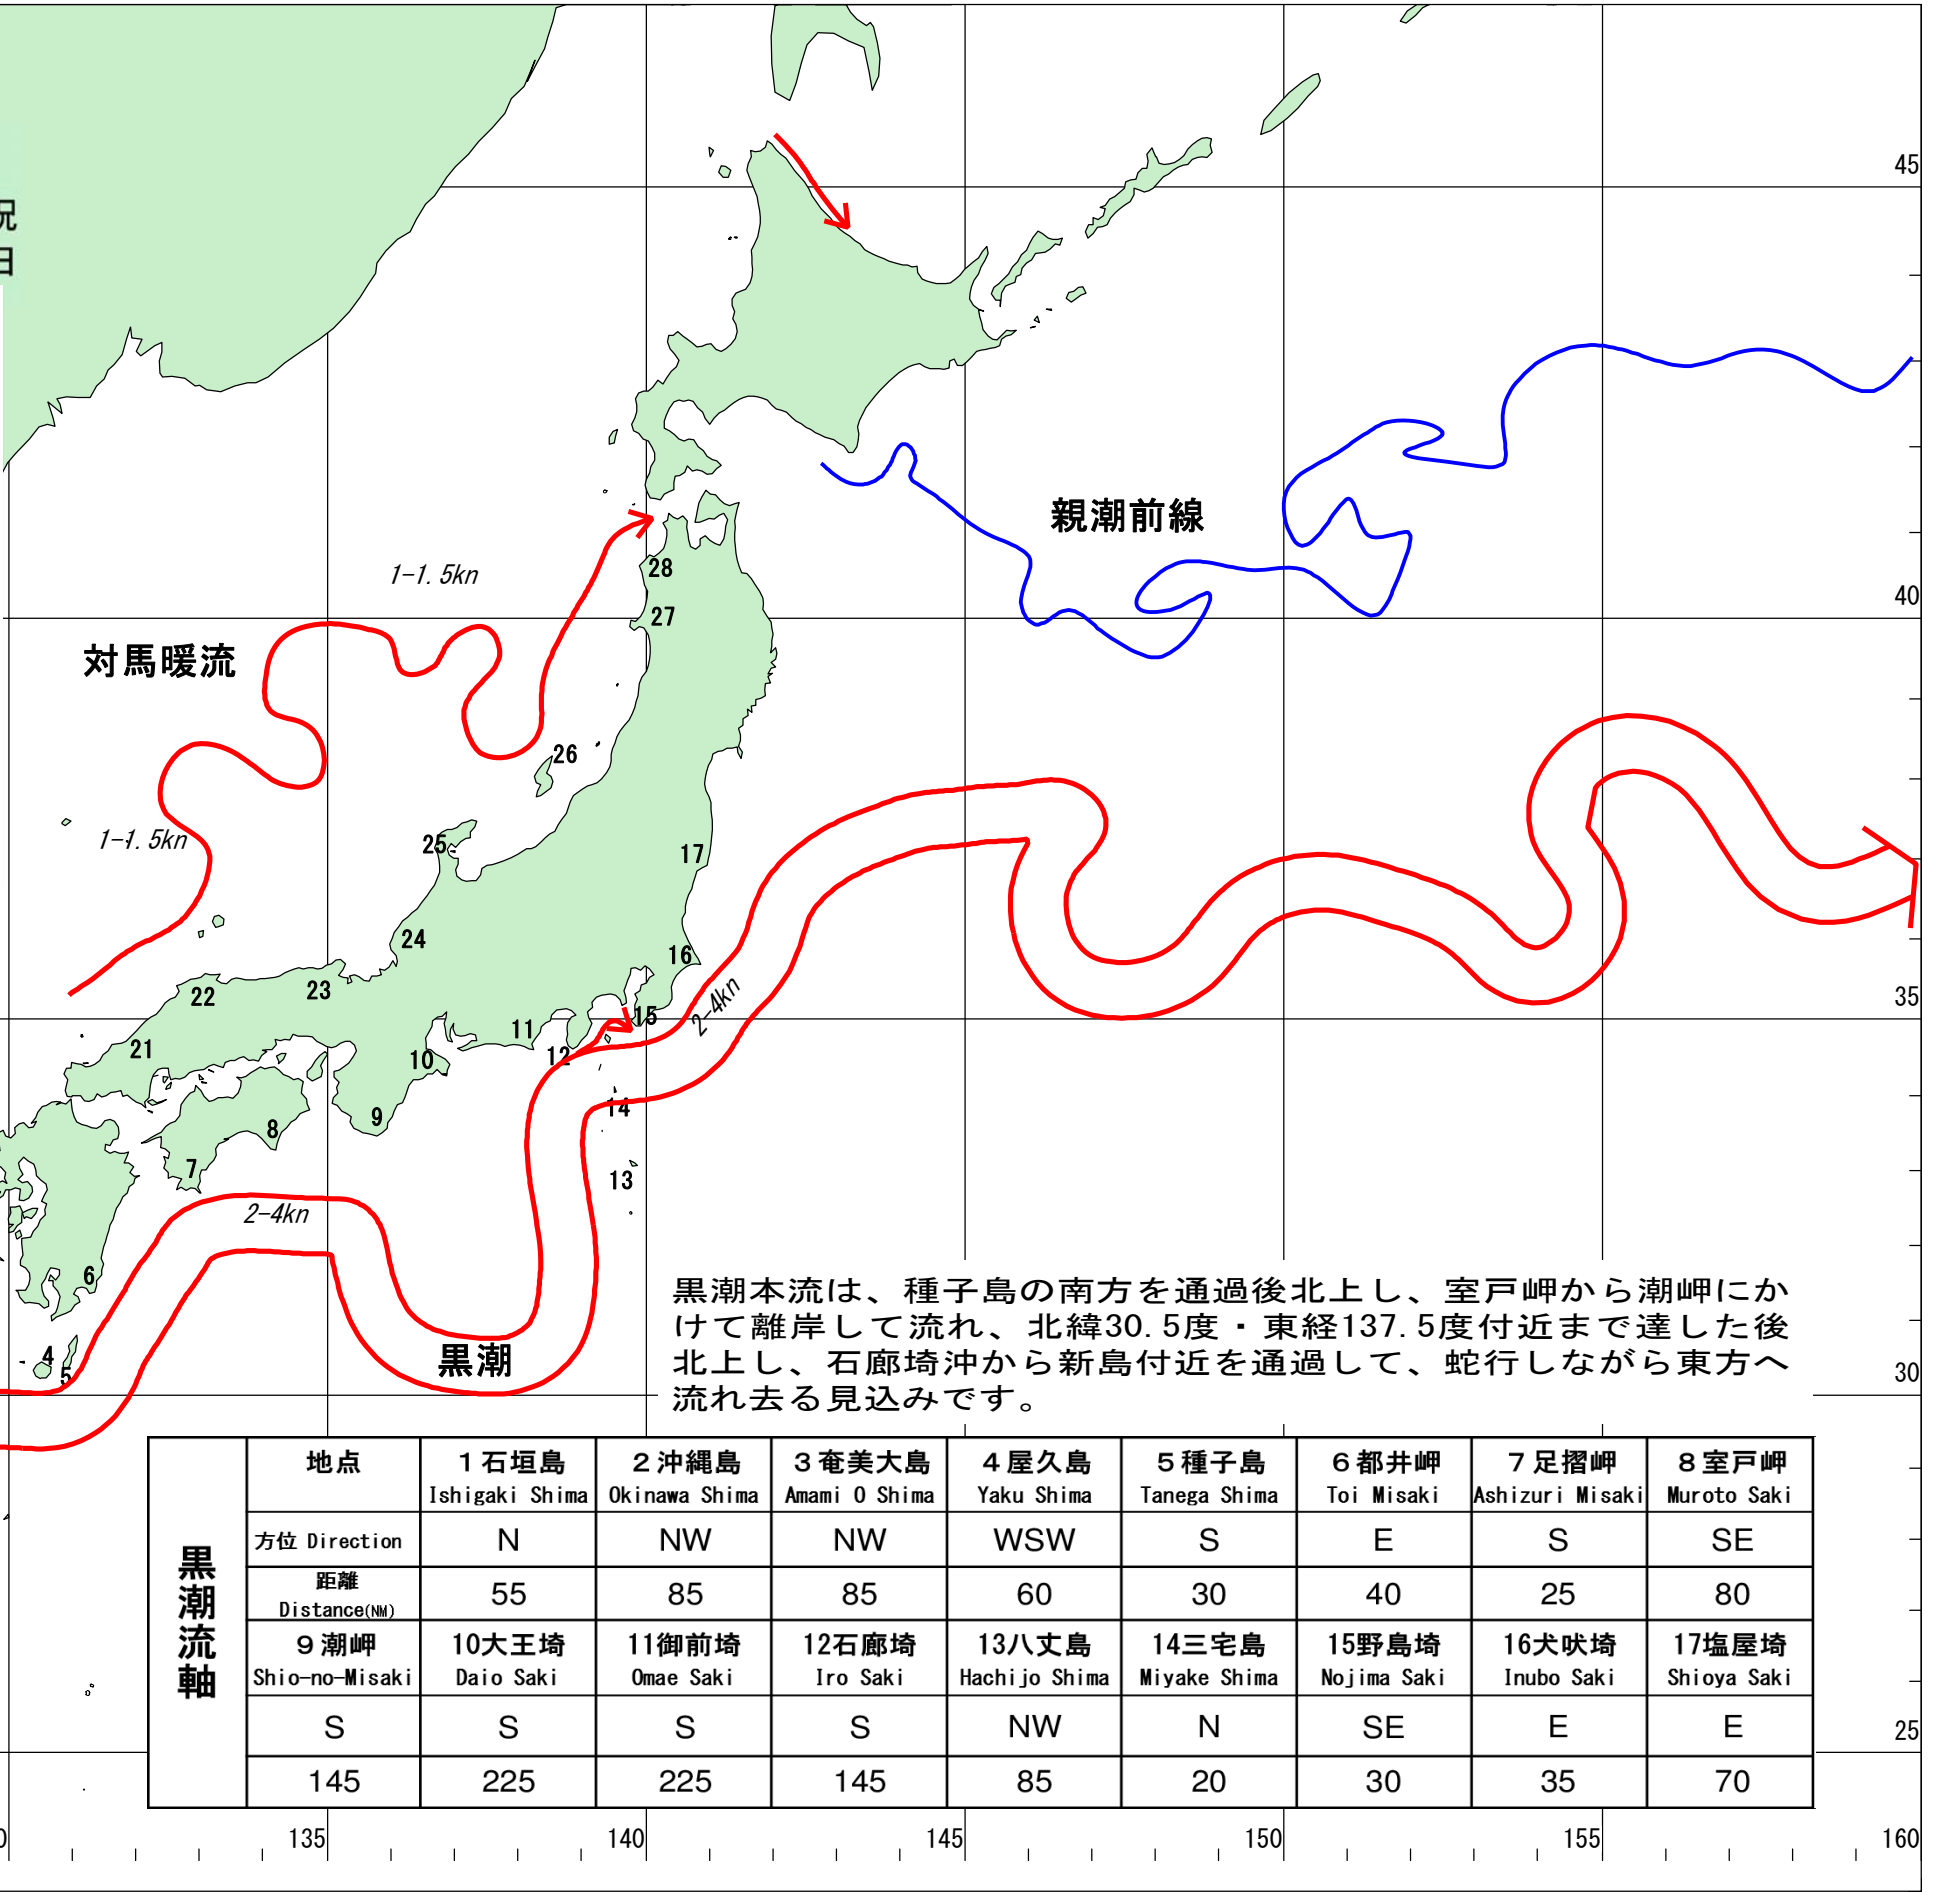 況
日
45
親潮前線
1-1.5kn
28
40
27
対馬暖流
26
1-1.5kn
25
17
24
16
23
22
2-4kn
35
15
11
21
12
10
14
9
8
7
13
2-4kn
6
黒潮本流は、種子島の南方を通過後北上し、室戸岬から潮岬にか
けて離岸して流れ、北緯30.5度・東経137.5度付近まで達した後
北上し、石廊埼沖から新島付近を通過して、蛇行しながら東方へ
流れ去る見込みです。
4
黒潮
5
30
黒潮流軸
地点 1石垣島 2沖縄島 3奄美大島 4屋久島 5種子島 6都井岬 7足摺岬 8室戸岬
Ishigaki Shima Okinawa Shima Amami O Shima Yaku Shima Tanega Shima Toi Misaki Ashizuri Misaki Muroto Saki
方位 Direction N NW NW WSW S E S SE
距離
Distance(NM) 55 85 85 60 30 40 25 80
9潮岬 10大王埼 11御前埼 12石廊埼 13八丈島 14三宅島 15野島埼 16犬吠埼 17塩屋埼
Shio-no-Misaki Daio Saki Omae Saki Iro Saki Hachijo Shima Miyake Shima Nojima Saki Inubo Saki Shioya Saki
S S S S NW N SE E E
25
145 225 225 145 85 20 30 35 70
0 135 140 145 150 155 160